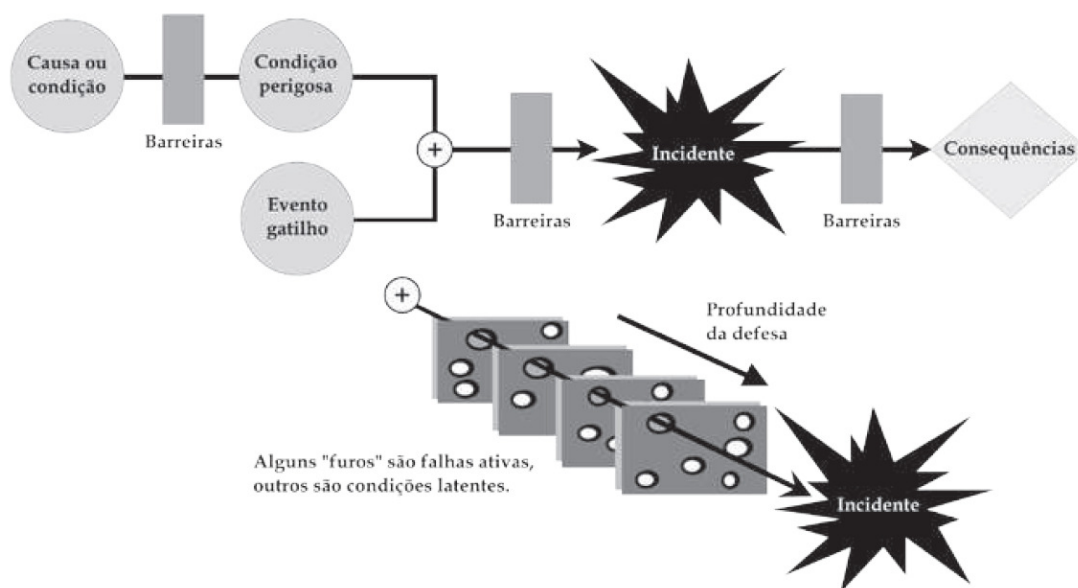 Causa ou
condição
Barreiras
Condição
perigosa
+
Evento
gatilho
Barreiras
Incidente
Barreiras
Consequências
+
Profundidade
da defesa
Alguns "furos" são falhas ativas,
outros são condições latentes.
Incidente